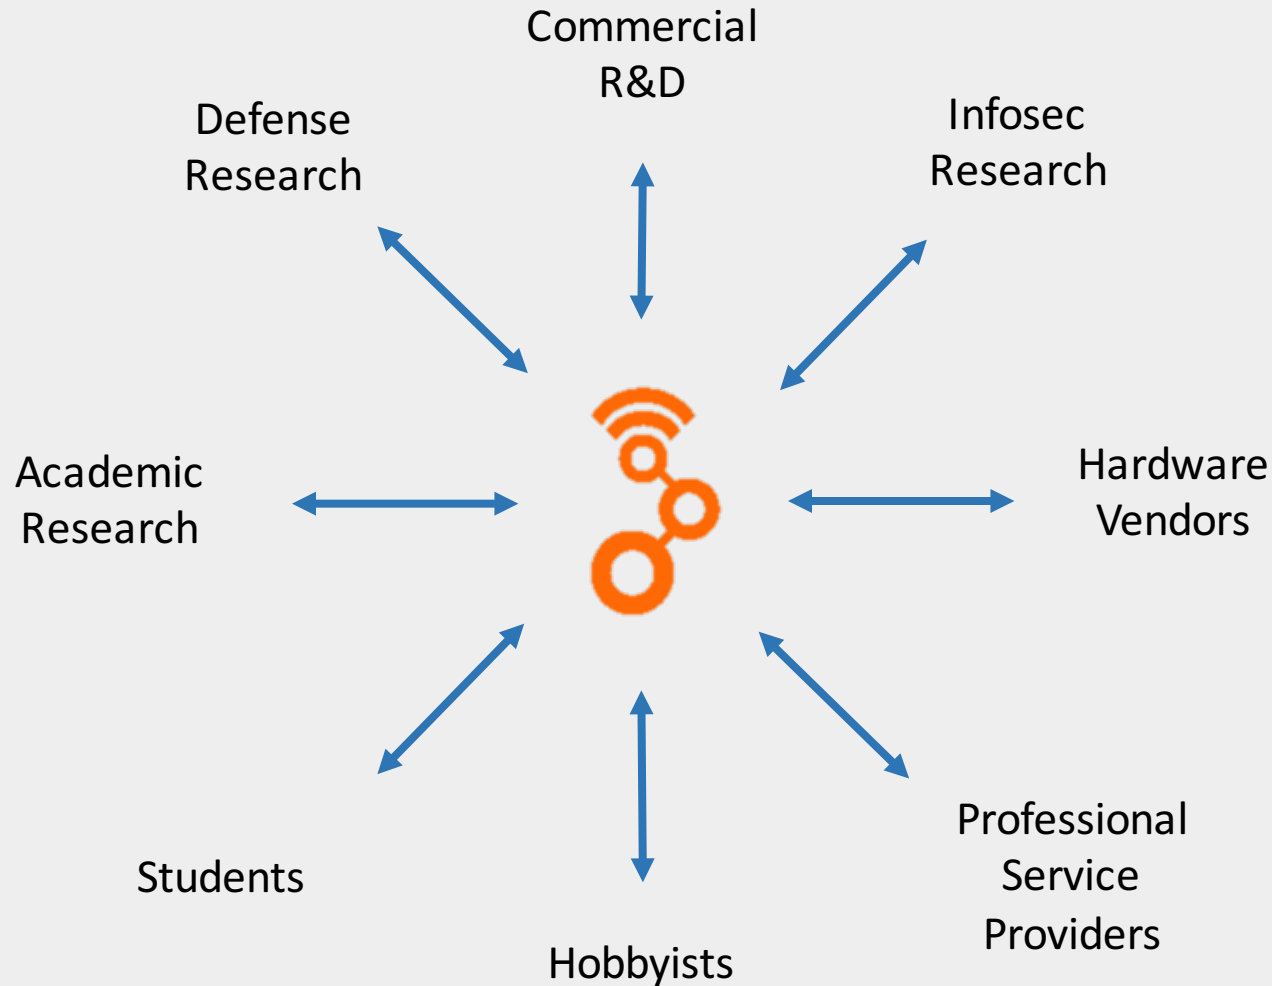 Commercial
R&D
Defense
Research
Infosec
Research
Academic
Research
Hardware
Vendors
Students
Professional
Service
Providers
Hobbyists